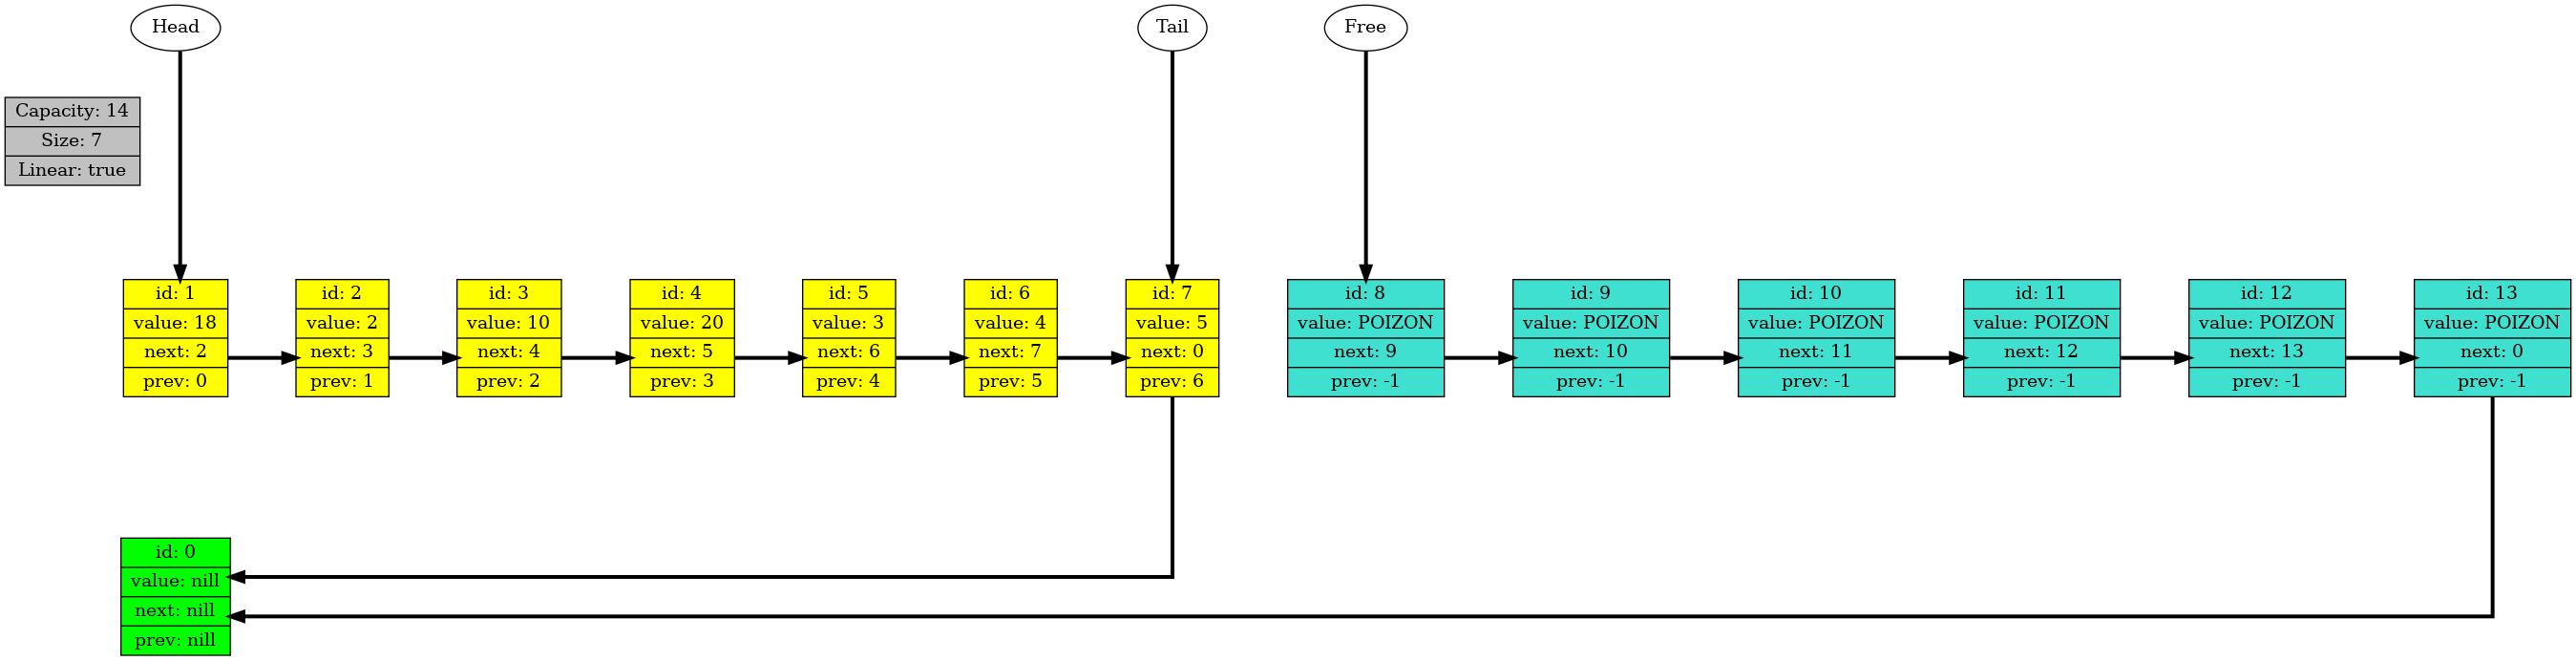 Head
Tail
Free
Capacity: 14
Size: 7
Linear: true
id: 1
value: 18
next: 2
prev: 0
id: 2
value: 2
next: 3
prev: 1
id: 3
value: 10
next: 4
prev: 2
id: 4
value: 20
next: 5
prev: 3
id: 5
value: 3
next: 6
prev: 4
id: 6
value: 4
next: 7
prev: 5
id: 7
value: 5
next: 0
prev: 6
id: 8
value: POIZON
next: 9
prev: -1
id: 9
value: POIZON
next: 10
prev: -1
id: 10
value: POIZON
next: 11
prev: -1
id: 11
value: POIZON
next: 12
prev: -1
id: 12
value: POIZON
next: 13
prev: -1
id: 13
value: POIZON
next: 0
prev: -1
id: 0
value: nill
next: nill
prev: nill